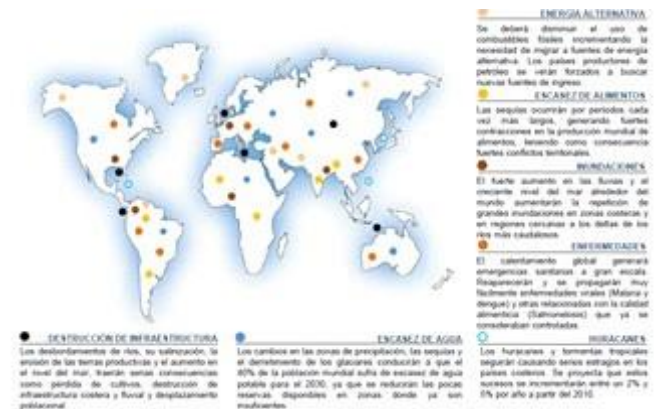 ENERGÍA ALTERNATIVA
Se deberá disminuir el uso de
combustibles fósiles incrementando la
necesidad de migrar a fuentes de energía
alternativa. Los países productores de
petróleo se verán forzados a buscar
nuevas fuentes de ingreso.
ESCASEZ DE ALIMENTOS
Las sequías ocurrirán por períodos cada
vez más largos, generando fuertes
contracciones en la producción mundial de
alimentos, teniendo como consecuencia
fuertes conflictos territoriales.
INUNDACIONES
El fuerte aumento en las lluvias y el
creciente nivel del mar alrededor del
mundo aumentarán la repetición de
grandes inundaciones en zonas costeras y
en regiones cercanas a los deltas de los
ríos más caudalosos.
ENFERMEDADES
El calentamiento global generará
emergencias sanitarias a gran escala.
Reaparecerán y se propagarán muy
fácilmente enfermedades virales (Malaria y
dengue) y otras relacionadas con la calidad
alimenticia (Salmonelosis) que ya se
consideraban controladas.
HURACANES
Los huracanes y tormentas tropicales
seguirán causando serios estragos en los
países costeros. Se proyecta que estos
sucesos se incrementarán entre un 2% y
5% por año a partir del 2010.
DESTRUCCIÓN DE INFRAESTRUCTURA
Los desbordamientos de ríos, su salinización, la
erosión de las tierras productivas y el aumento en
el nivel del mar, traerán serias consecuencias
como pérdida de cultivos, destrucción de
infraestructura costera y fluvial y desplazamiento
poblacional.
ESCASEZ DE AGUA
Los cambios en las zonas de precipitación, las sequías y
el derretimiento de los glaciares conducirán a que el
80% de la población mundial sufra de escasez de agua
potable para el 2030, ya que se reducirán las pocas
reservas disponibles en zonas donde ya son
insuficientes.